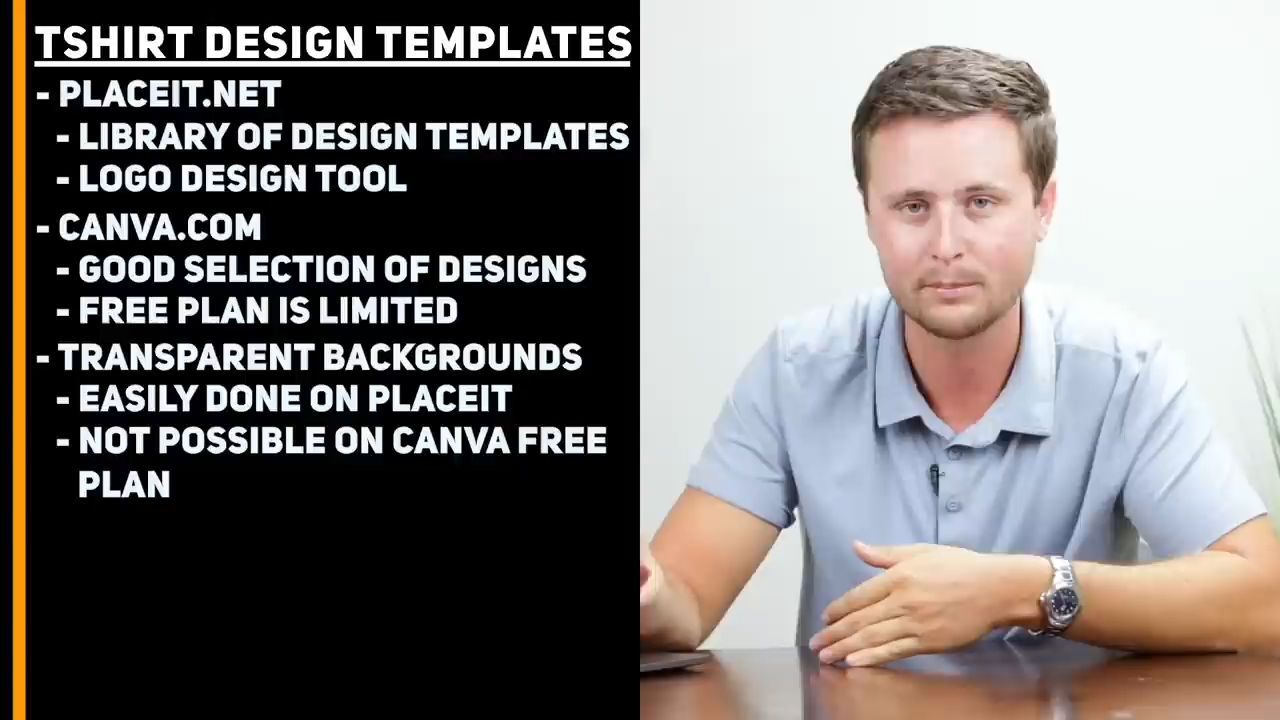 TSHIRT DESIGN TEMPLATES
- PLACEIT.NET
- LIBRARY OF DESIGN TEMPLATES
- LOGO DESIGN TOOL
- CANVA.COM
- GOOD SELECTION OF DESIGNS
- FREE PLAN IS LIMITED
- TRANSPARENT BACKGROUNDS
- EASILY DONE ON PLACEIT
- NOT POSSIBLE ON CANVA FREE
PLAN